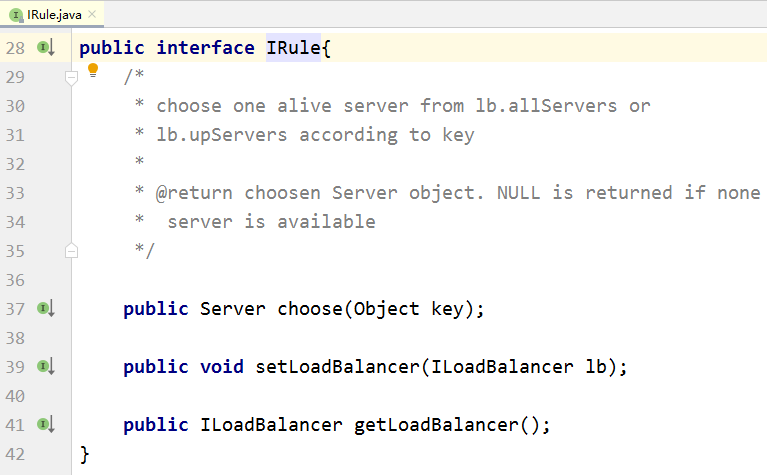 IRule.java
28 public interface IRule{
29 /*
30 * choose one alive server from lb.allServers or
31 * lb.upServers according to key
32 *
33 * @return choosen Server object. NULL is returned if none
34 *  server is available
35 */
36
37 public Server choose(Object key);
38
39 public void setLoadBalancer(ILoadBalancer lb);
40
41 public ILoadBalancer getLoadBalancer();
42 }